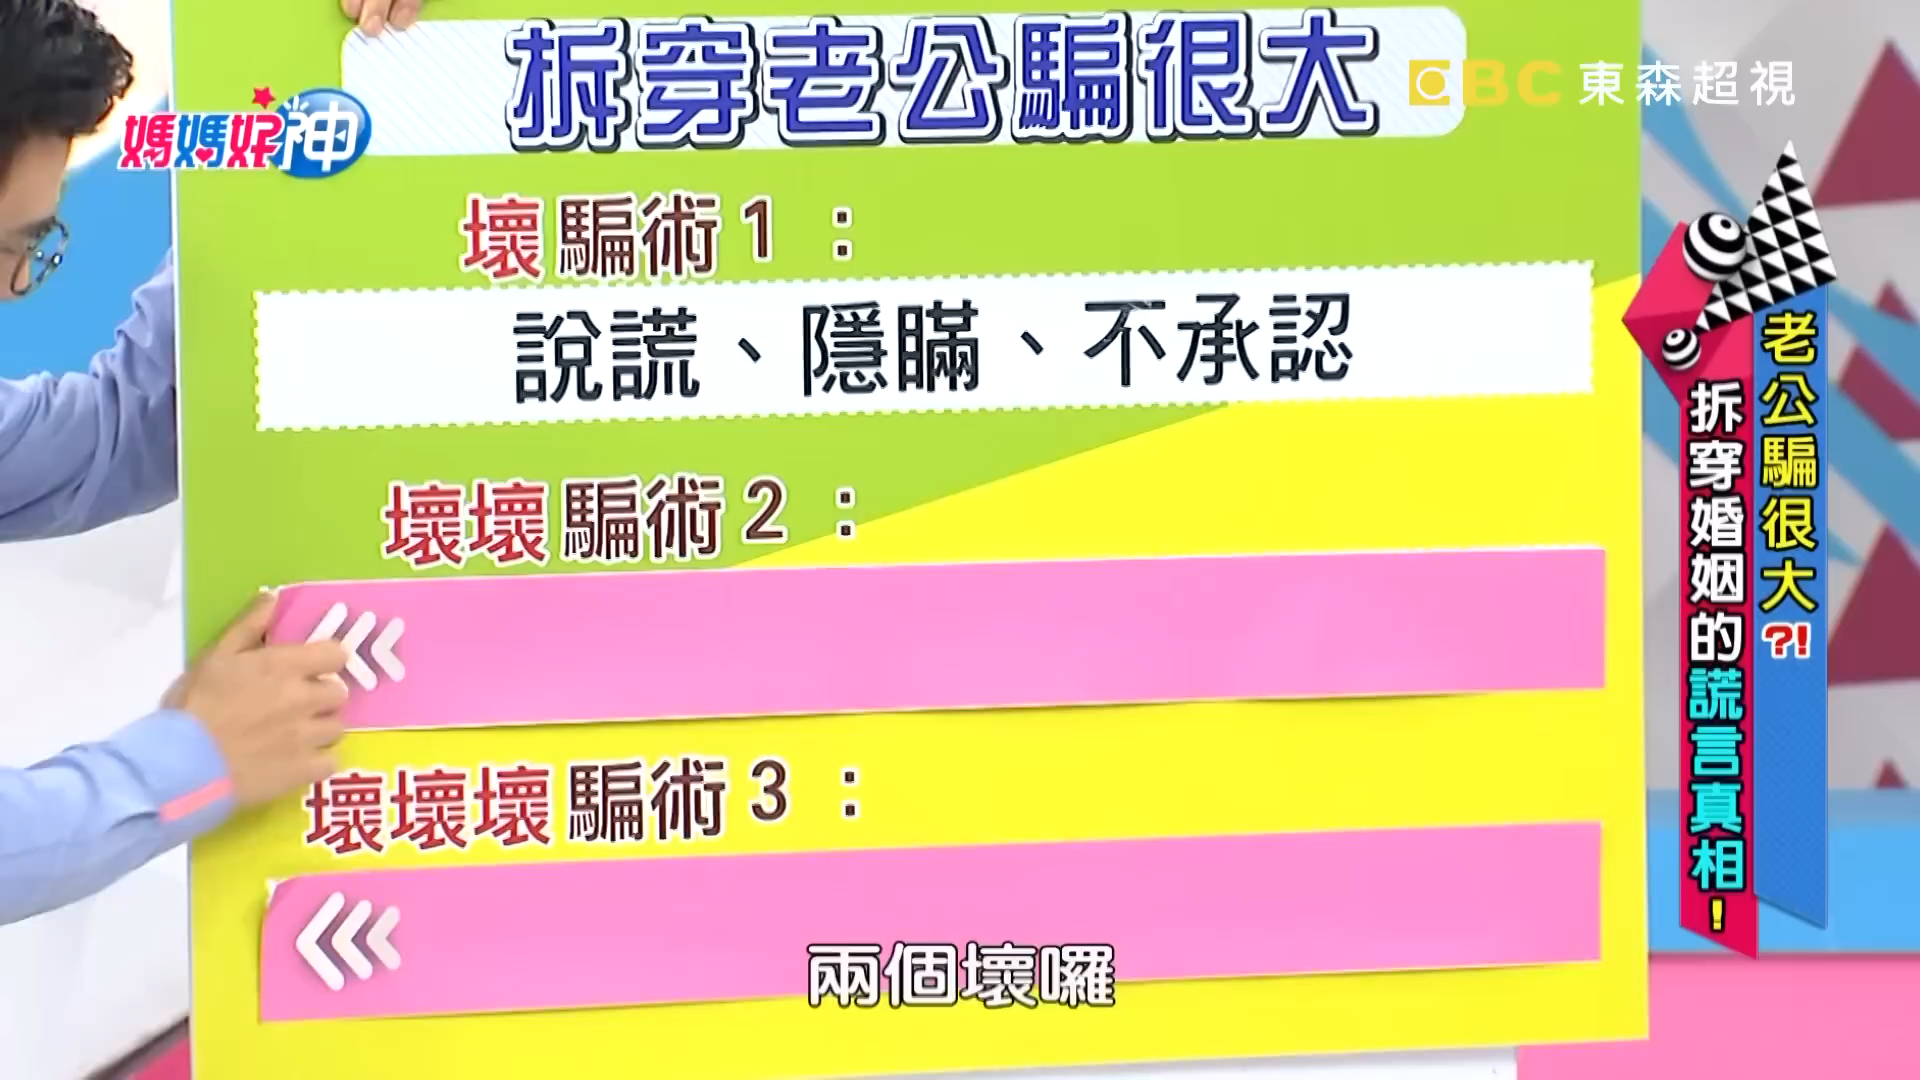 拆穿老公騙很大
媽媽好神
EBC 東森超視
壞騙術1：
說謊、隱瞞、不承認
壞壞騙術2：
壞壞壞騙術3：
老公騙很大?!
拆穿婚姻的謊言真相！
兩個壞囉